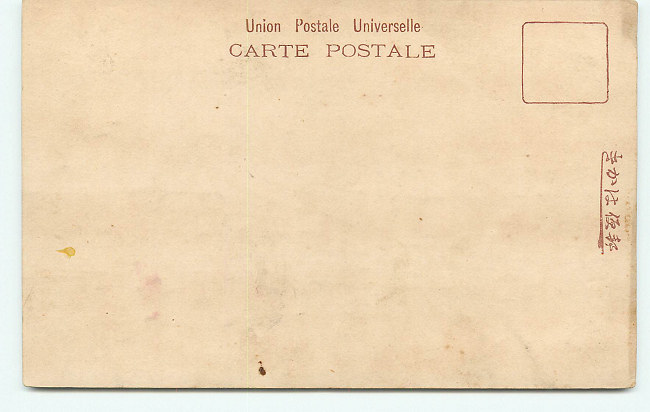 Union Postale Universelle
CARTE POSTALE
郵便はかき